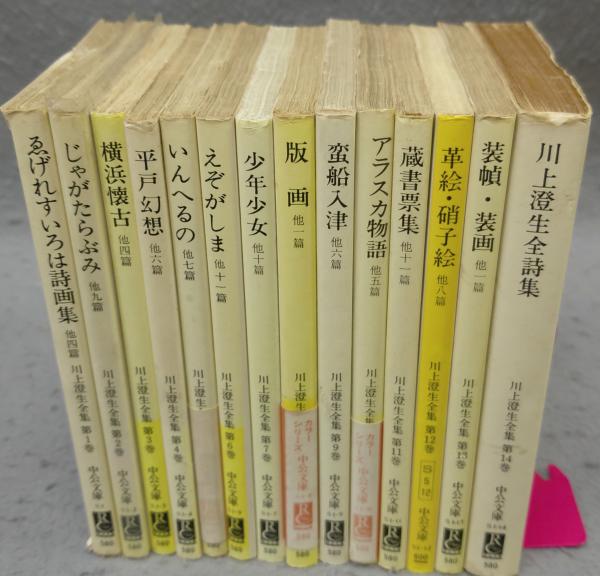 ゑげれすいろは詩画集 他四篇
川上澄生全集 第1巻
中公文庫
580
じゃがたらぶみ 他九篇
川上澄生全集 第2巻
中公文庫
580
横浜懐古 他四篇
川上澄生全集 第3巻
中公文庫
580
平戸幻想 他六篇
川上澄生全集 第4巻
中公文庫
580
いんへるの 他七篇
川上澄生
えぞがしま 他十一篇
川上澄生全集 第6巻
中公文庫
580
少年少女 他十篇
川上澄生全集 第7巻
中公文庫
580
版画 他一篇
川上澄生
カラーシリーズ
中公文庫
580
蛮船入津 他六篇
川上澄生全集 第9巻
中公文庫
580
アラスカ物語 他五篇
川上澄生全集
カラーシリーズ
中公文庫
580
蔵書票集 他十一篇
川上澄生全集 第11巻
中公文庫
580
革絵・硝子絵 他八篇
川上澄生全集 第12巻
S 5 12
中公文庫
600
装幀・装画 他一篇
川上澄生全集 第13巻
中公文庫
580
川上澄生全詩集
川上澄生全集 第14巻
中公文庫
580